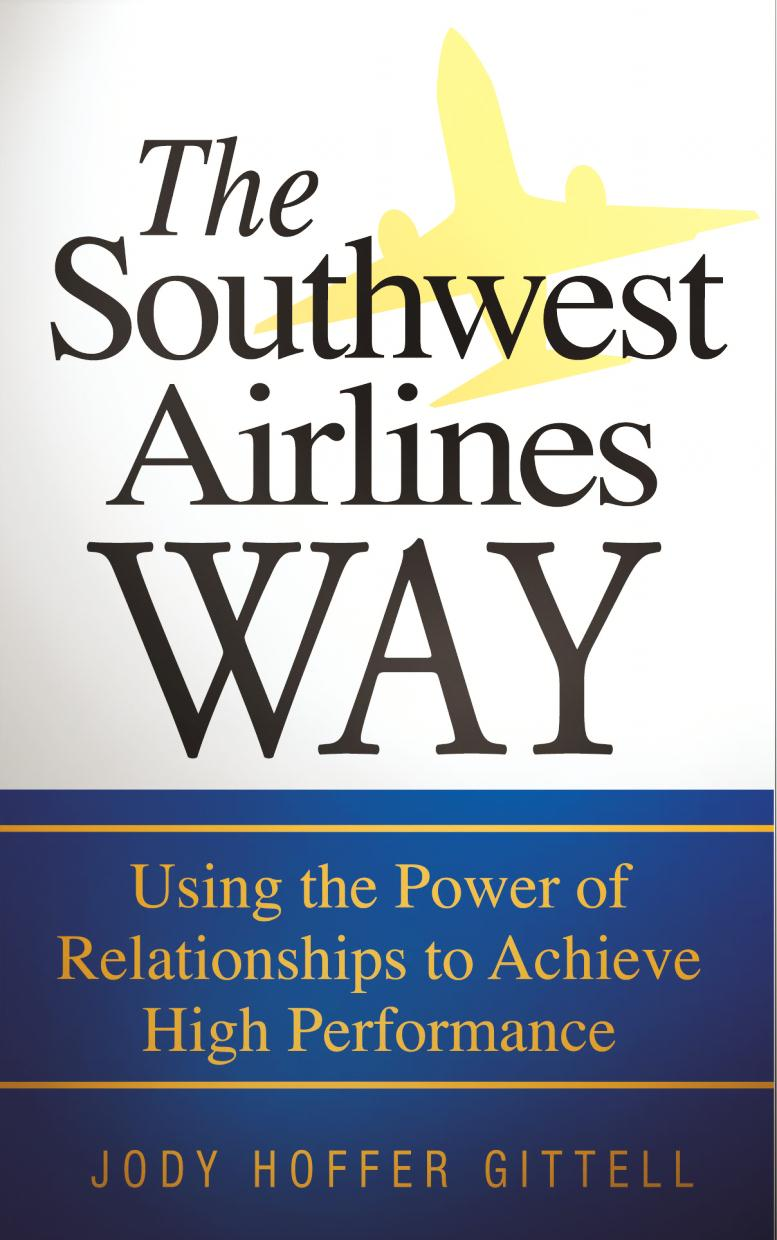 The
Southwest
Airlines
WAY
Using the Power of
Relationships to Achieve
High Performance
JODY HOFFER GITTELL